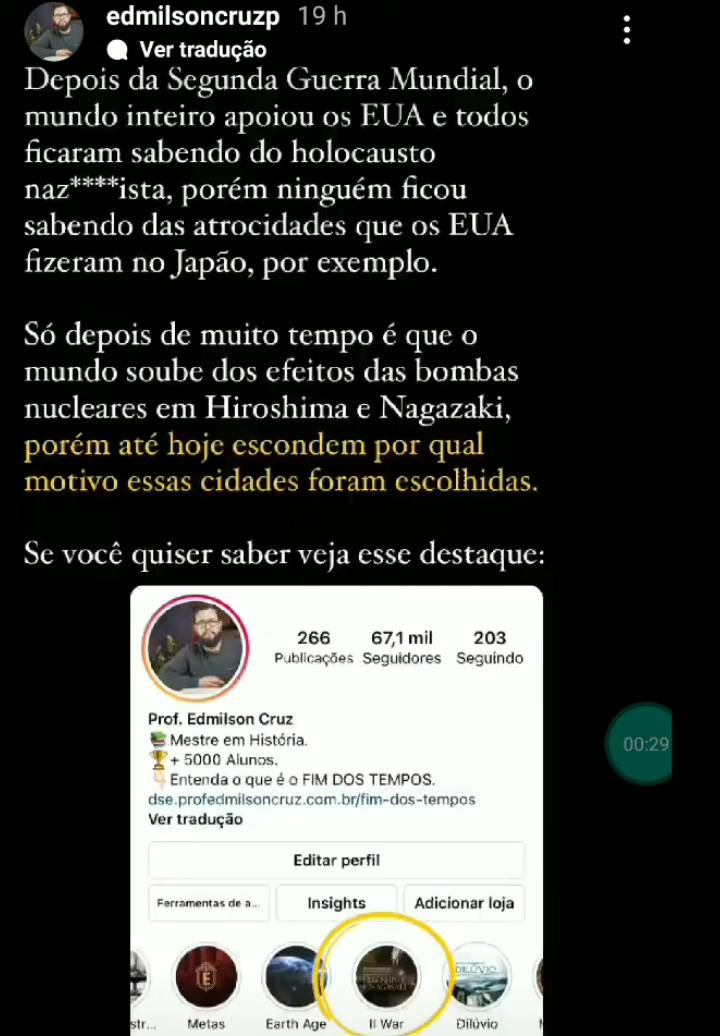 edmilsoncruzp 19 h
Ver tradução
Depois da Segunda Guerra Mundial, o
mundo inteiro apoiou os EUA e todos
ficaram sabendo do holocausto
naz****ista, porém ninguém ficou
sabendo das atrocidades que os EUA
fizeram no Japão, por exemplo.
Só depois de muito tempo é que o
mundo soube dos efeitos das bombas
nucleares em Hiroshima e Nagazaki,
porém até hoje escondem por qual
motivo essas cidades foram escolhidas.
Se você quiser saber veja esse destaque:
266 67,1 mil 203
Publicações Seguidores Seguindo
Prof. Edmilson Cruz
Mestre em História.
+ 5000 Alunos.
Entenda o que é o FIM DOS TEMPOS.
dse.profedmilsoncruz.com.br/fim-dos-tempos
Ver tradução
00:29
Editar perfil
Ferramentas de a... Insights Adicionar loja
DILÚVIO
str... Metas Earth Age II War Dilúvio